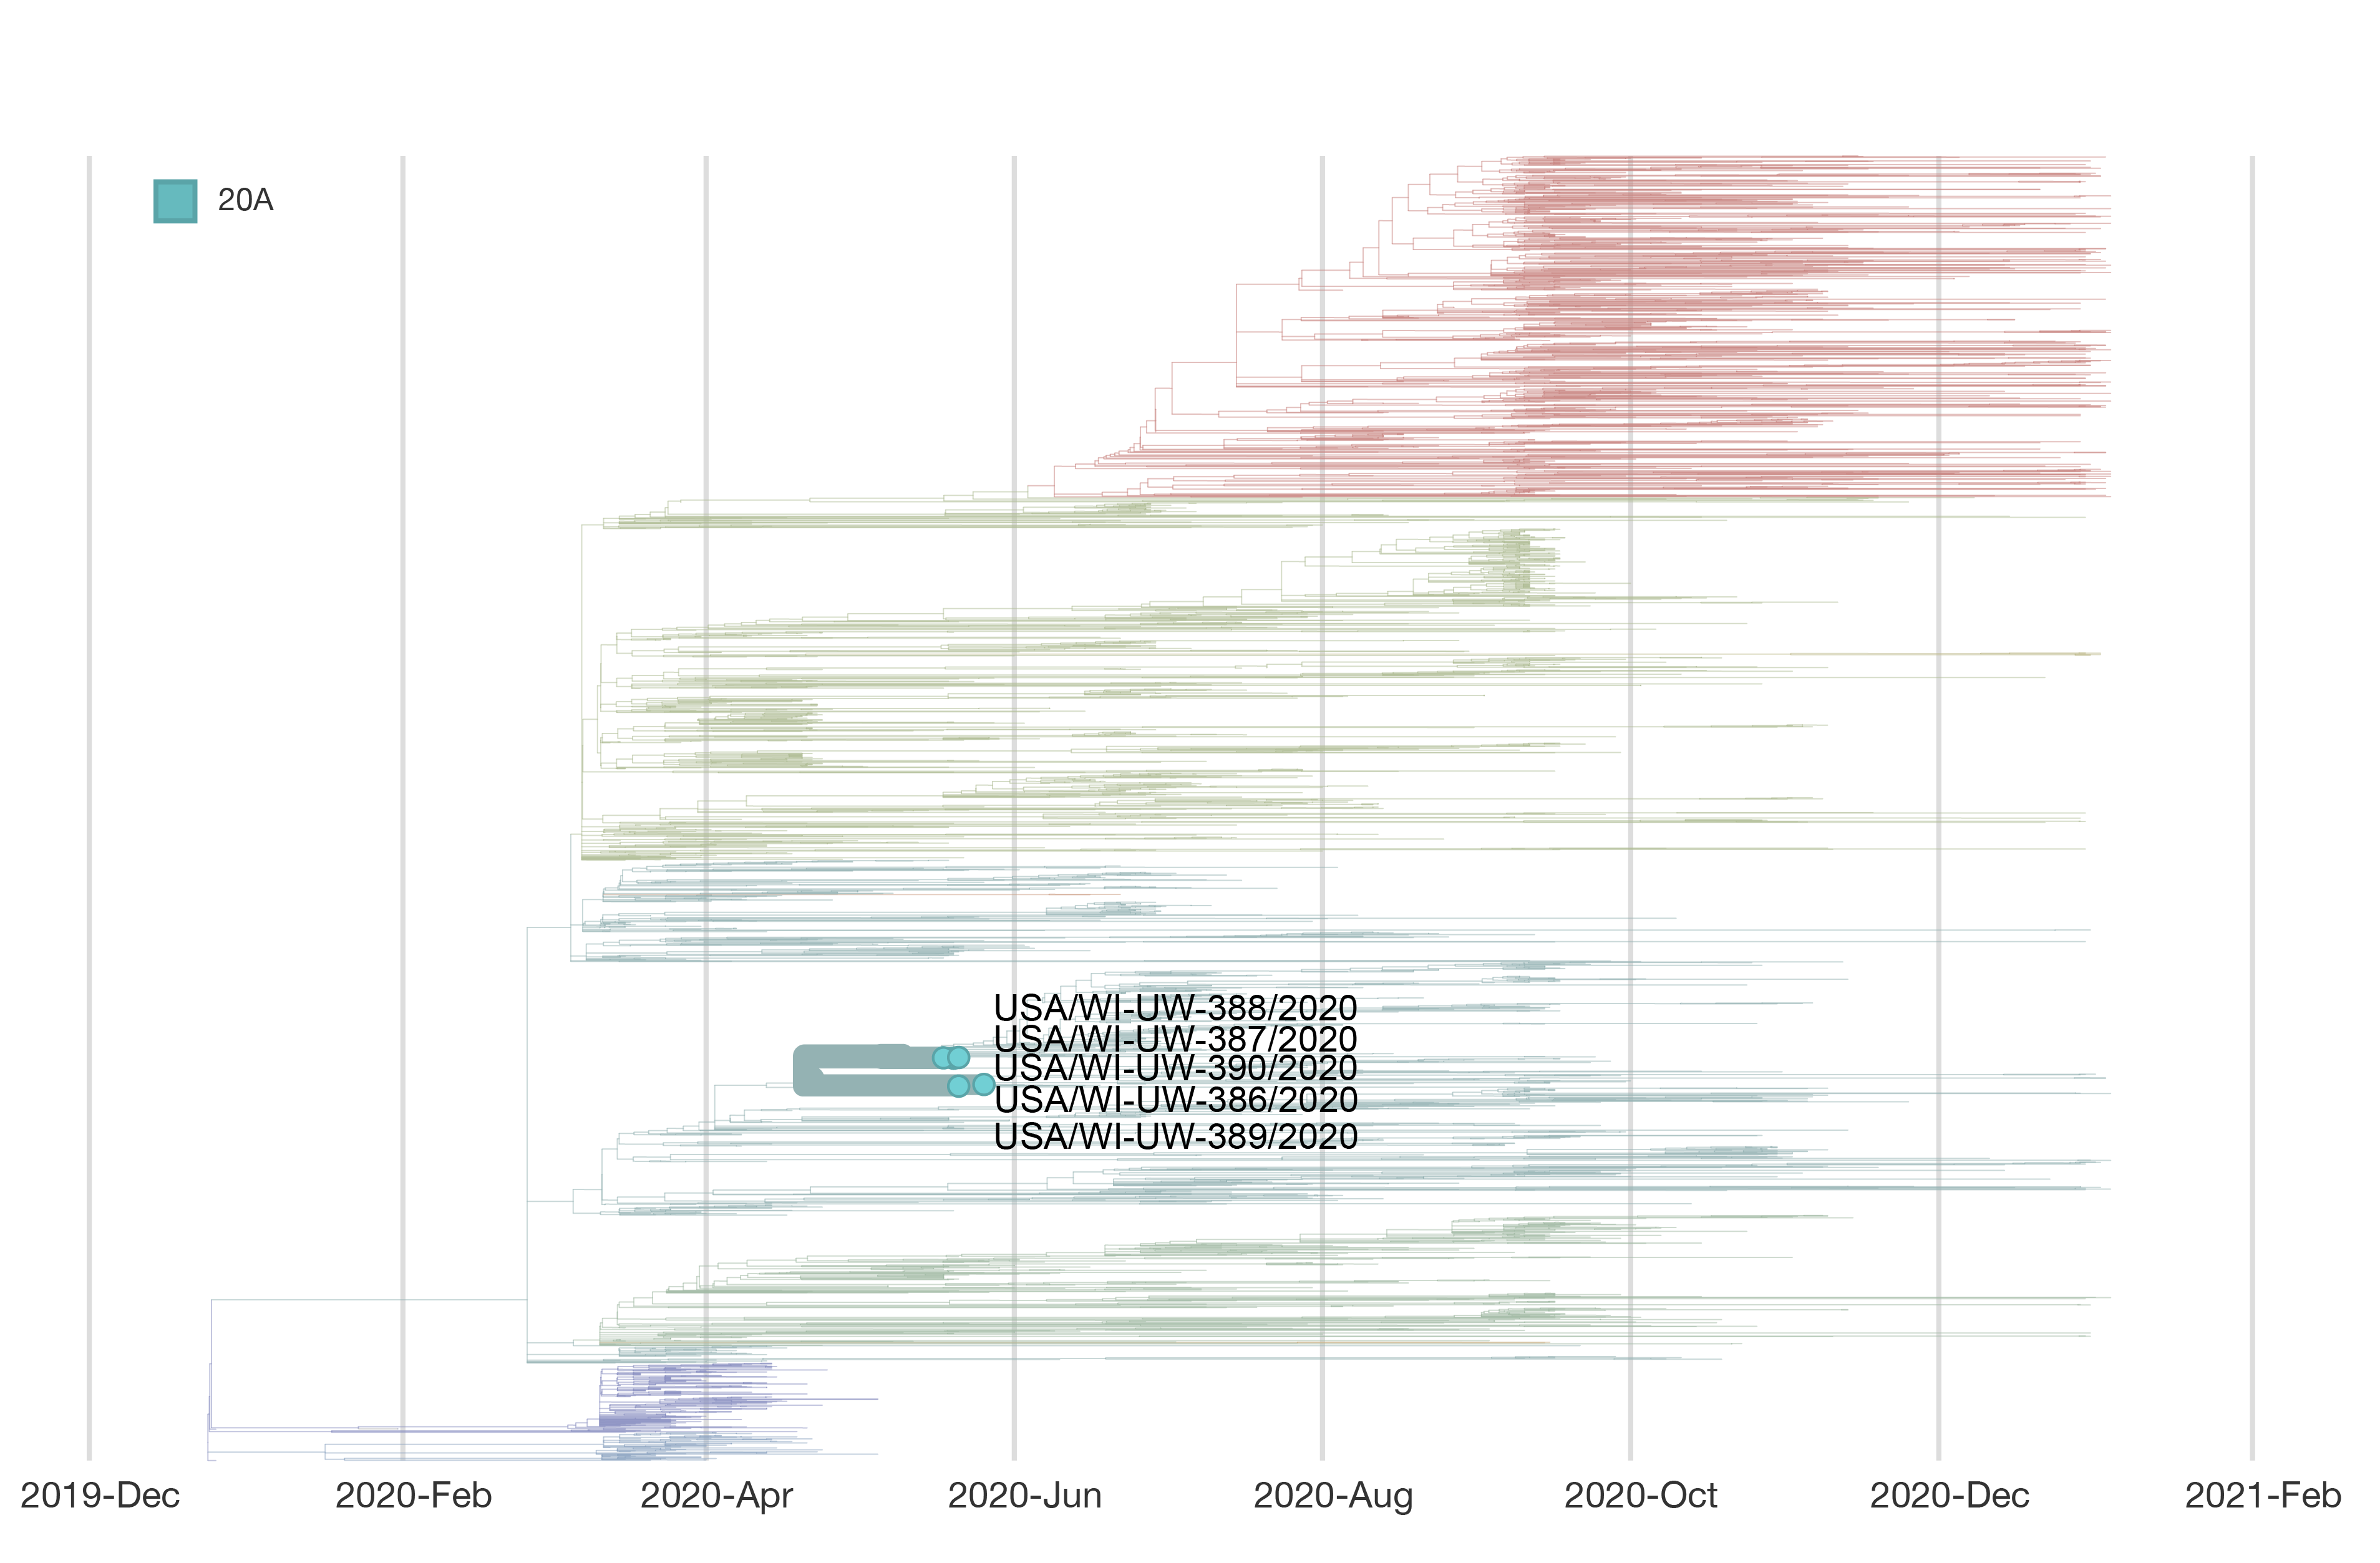 20A
USA/WI-UW-388/2020
USA/WI-UW-387/2020
USA/WI-UW-390/2020
USA/WI-UW-386/2020
USA/WI-UW-389/2020
2019-Dec
2020-Feb
2020-Apr
2020-Jun
2020-Aug
2020-Oct
2020-Dec
2021-Feb